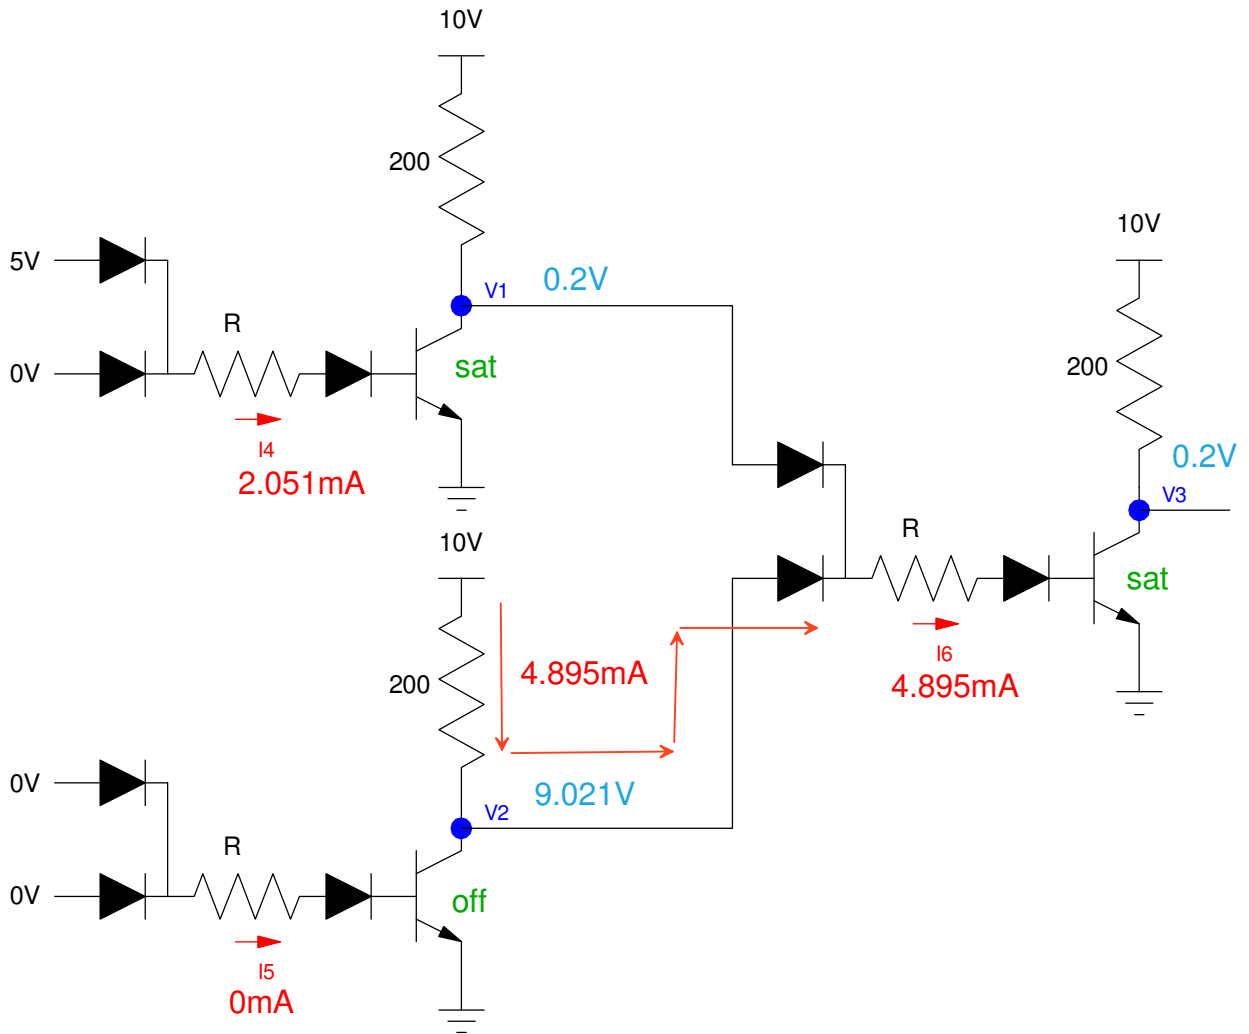 10V
200
10V
5V
V1
0.2V
R
0V
sat
200
I4
2.051mA
0.2V
V3
10V
R
sat
I6
4.895mA
4.895mA
200
0V
V2
9.021V
R
0V
off
I5
0mA